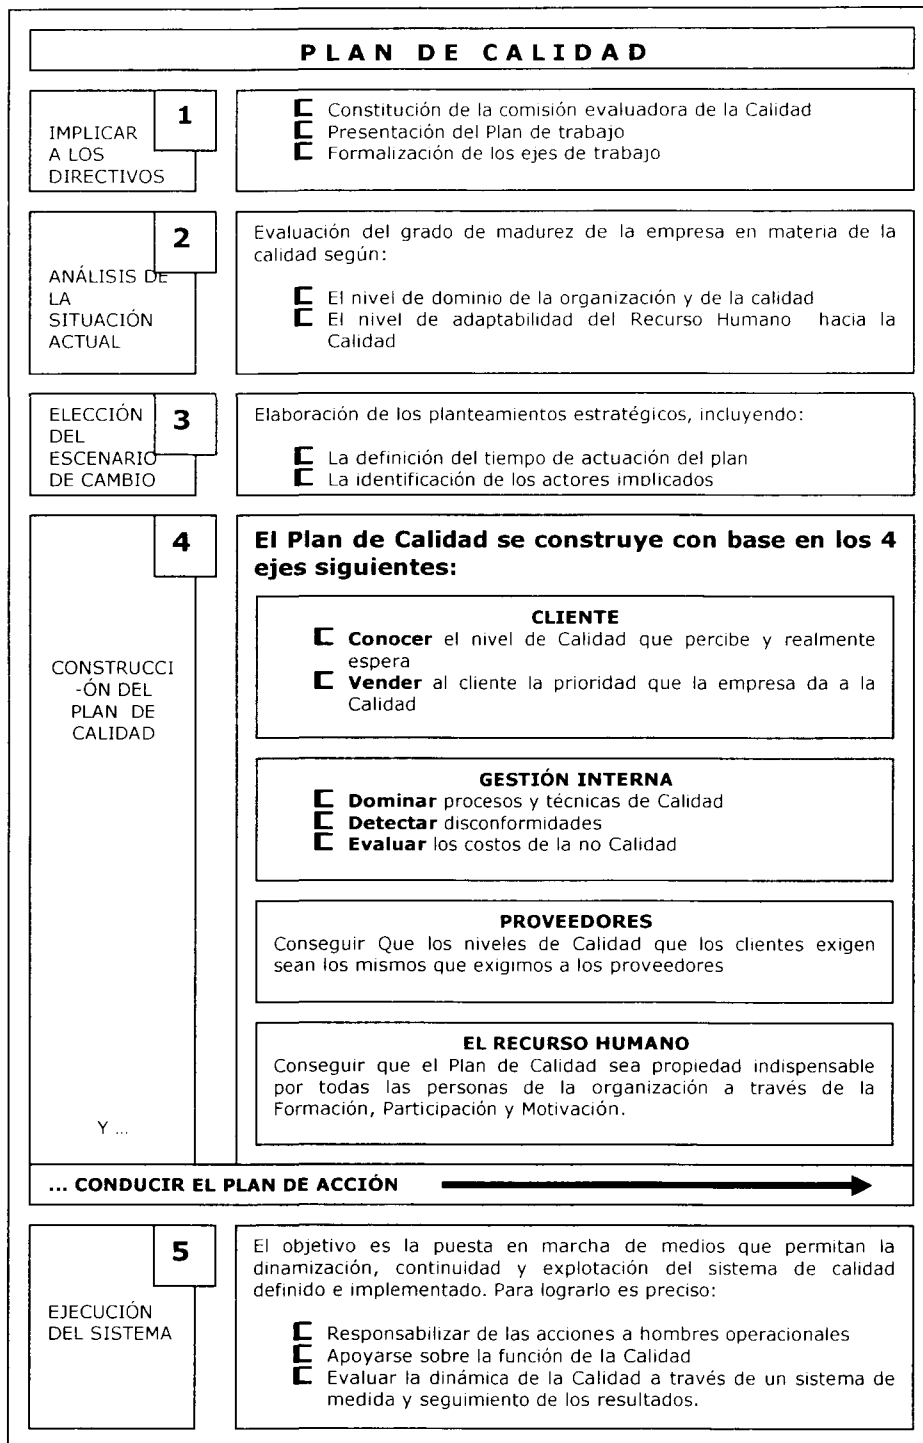 PLAN DE CALIDAD
1
IMPLICAR
A LOS
DIRECTIVOS
Constitución de la comisión evaluadora de la Calidad
Presentación del Plan de trabajo
Formalización de los ejes de trabajo
2
ANÁLISIS DE
LA
SITUACIÓN
ACTUAL
Evaluación del grado de madurez de la empresa en materia de la
calidad según:
El nivel de dominio de la organización y de la calidad
El nivel de adaptabilidad del Recurso Humano hacia la
Calidad
3
ELECCIÓN
DEL
ESCENARIO
DE CAMBIO
Elaboración de los planteamientos estratégicos, incluyendo:
La definición del tiempo de actuación del plan
La identificación de los actores implicados
4
CONSTRUCCI
-ÓN DEL
PLAN DE
CALIDAD
Y ...
El Plan de Calidad se construye con base en los 4
ejes siguientes:
CLIENTE
Conocer el nivel de Calidad que percibe y realmente
espera
Vender al cliente la prioridad que la empresa da a la
Calidad
GESTIÓN INTERNA
Dominar procesos y técnicas de Calidad
Detectar disconformidades
Evaluar los costos de la no Calidad
PROVEEDORES
Conseguir Que los niveles de Calidad que los clientes exigen
sean los mismos que exigimos a los proveedores
EL RECURSO HUMANO
Conseguir que el Plan de Calidad sea propiedad indispensable
por todas las personas de la organización a través de la
Formación, Participación y Motivación.
... CONDUCIR EL PLAN DE ACCIÓN
5
EJECUCIÓN
DEL SISTEMA
El objetivo es la puesta en marcha de medios que permitan la
dinamización, continuidad y explotación del sistema de calidad
definido e implementado. Para lograrlo es preciso:
Responsabilizar de las acciones a hombres operacionales
Apoyarse sobre la función de la Calidad
Evaluar la dinámica de la Calidad a través de un sistema de
medida y seguimiento de los resultados.